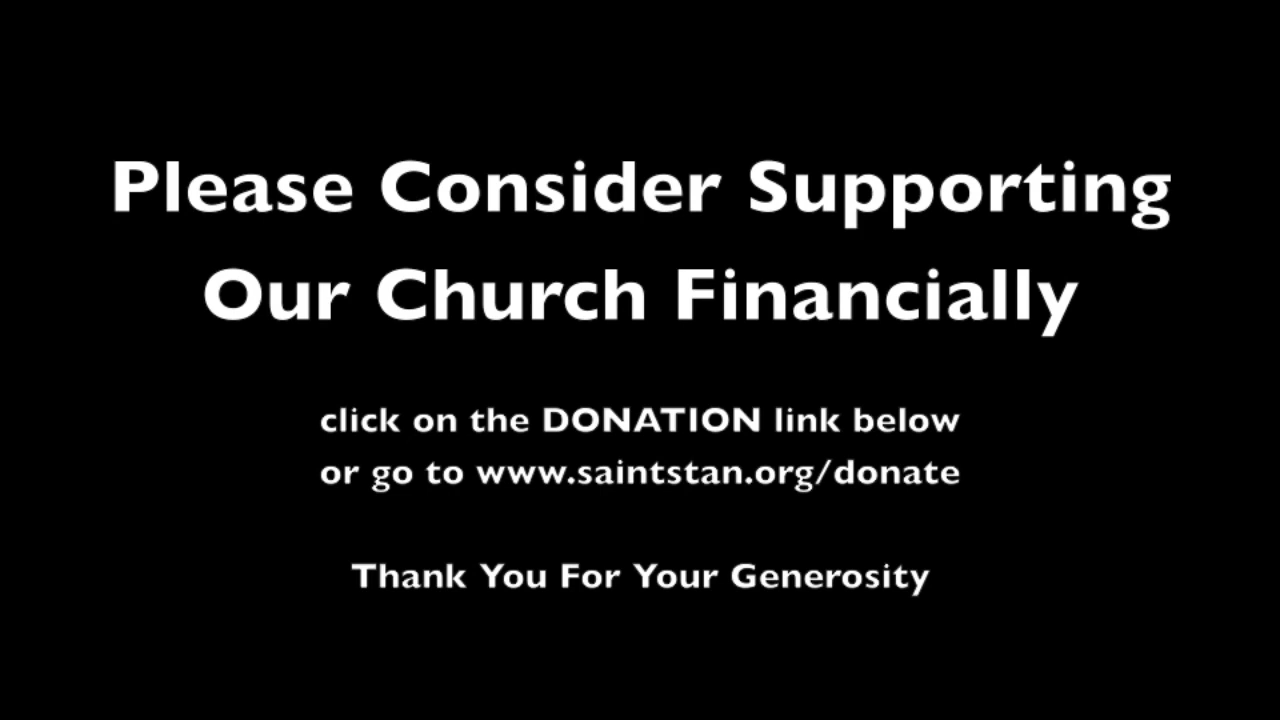 Please Consider Supporting
Our Church Financially
click on the DONATION link below
or go to www.saintstan.org/donate
Thank You For Your Generosity